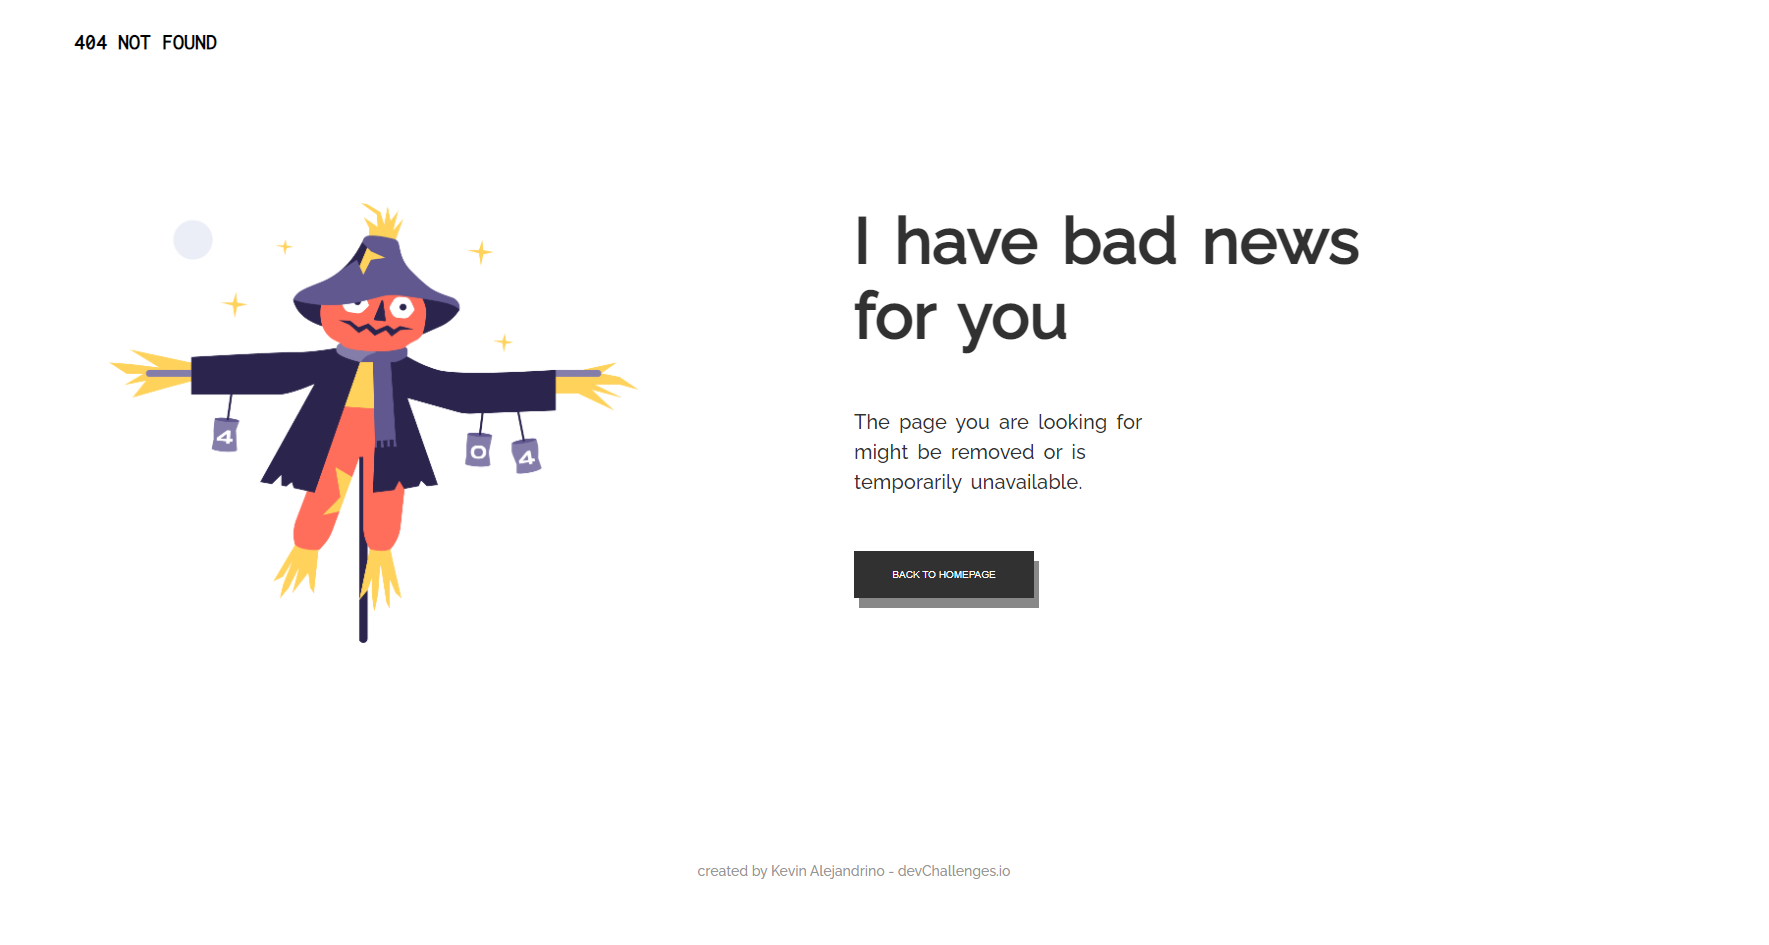 404 NOT FOUND
I have bad news
for you
4
0
4
The page you are looking for
might be removed or is
temporarily unavailable.
BACK TO HOMEPAGE
created by Kevin Alejandrino - devChallenges.io